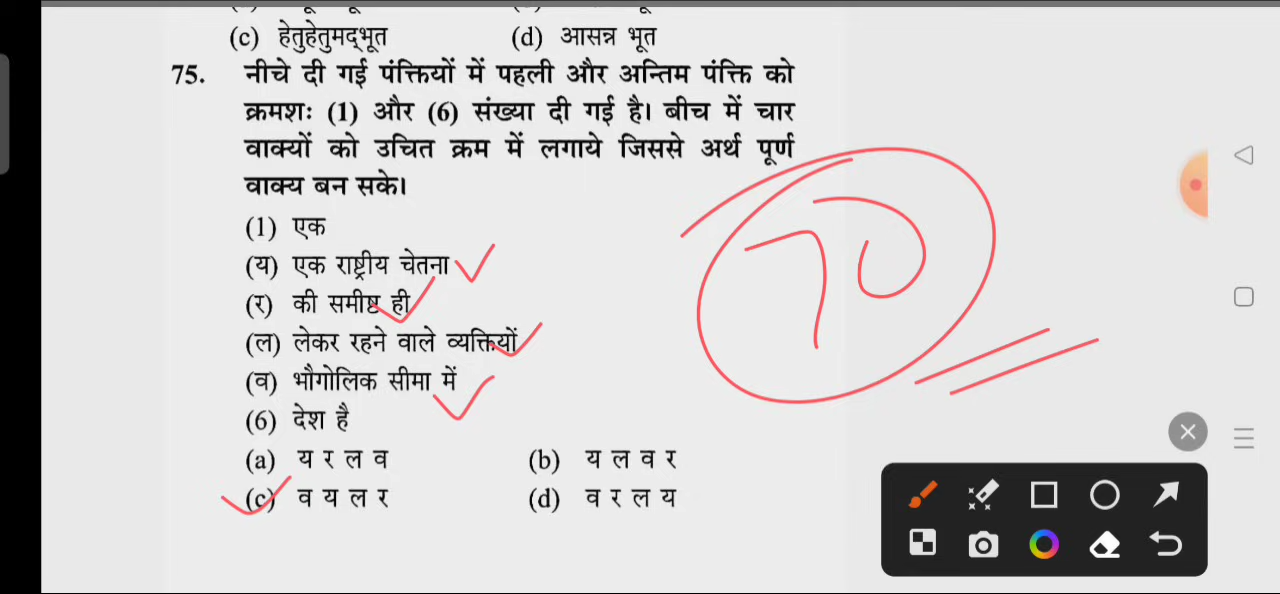 (c) हेतुहेतुमद्भूत (d) आसन्न भूत
75. नीचे दी गई पंक्तियों में पहली और अन्तिम पंक्ति को
क्रमशः (1) और (6) संख्या दी गई है। बीच में चार
वाक्यों को उचित क्रम में लगाये जिससे अर्थ पूर्ण
वाक्य बन सके।
(1) एक
(य) एक राष्ट्रीय चेतना
(र) की समीष्ट ही
(ल) लेकर रहने वाले व्यक्तियों
(व) भौगोलिक सीमा में
(6) देश है
(a) य र ल व (b) य ल व र
(c) व य ल र (d) व र ल य